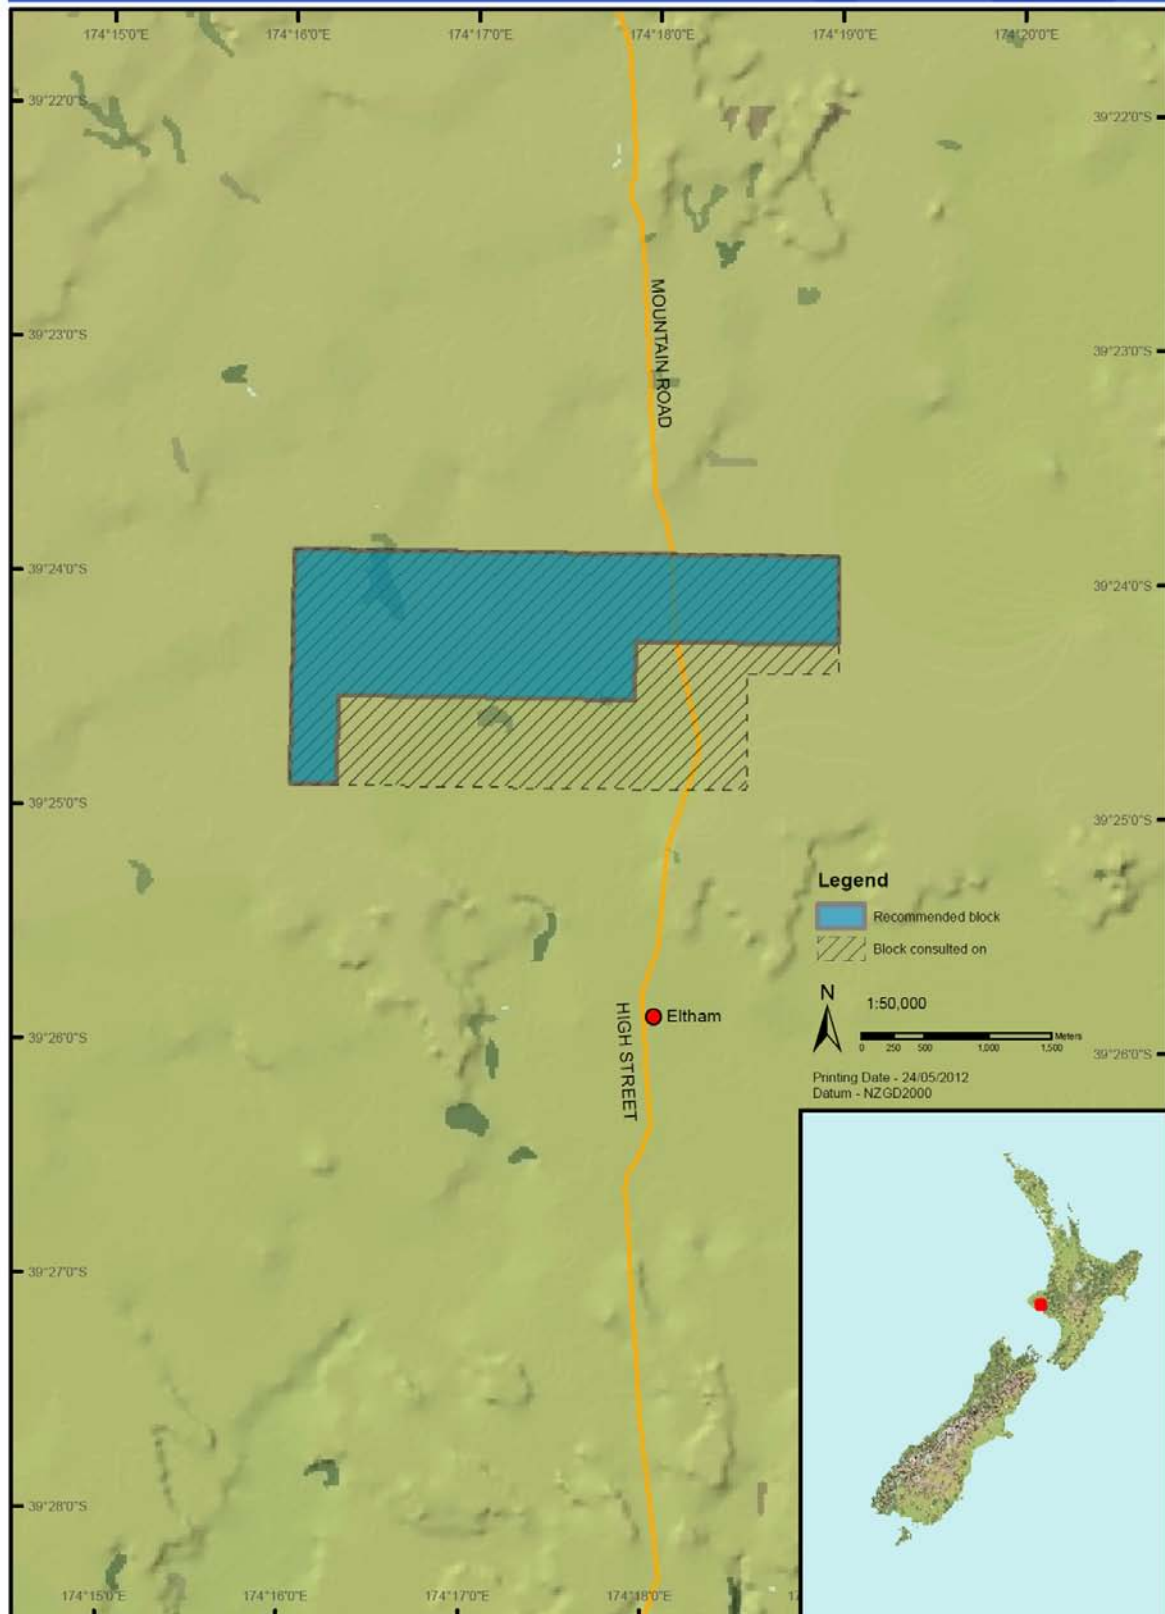 174°15'0"E 174°16'0"E 174°17'0"E 174°18'0"E 174°19'0"E 174°20'0"E
39°22'0"S
39°22'0"S
MOUNTAIN ROAD
39°23'0"S
39°23'0"S
39°24'0"S
39°24'0"S
39°25'0"S
39°25'0"S
Legend
Recommended block
Block consulted on
N
1:50,000
Meters
0 250 500 1,000 1,500
Eltham
HIGH STREET
39°26'0"S
39°26'0"S
Printing Date - 24/05/2012
Datum - NZGD2000
39°27'0"S
39°28'0"S
174°15'0"E 174°16'0"E 174°17'0"E 174°18'0"E